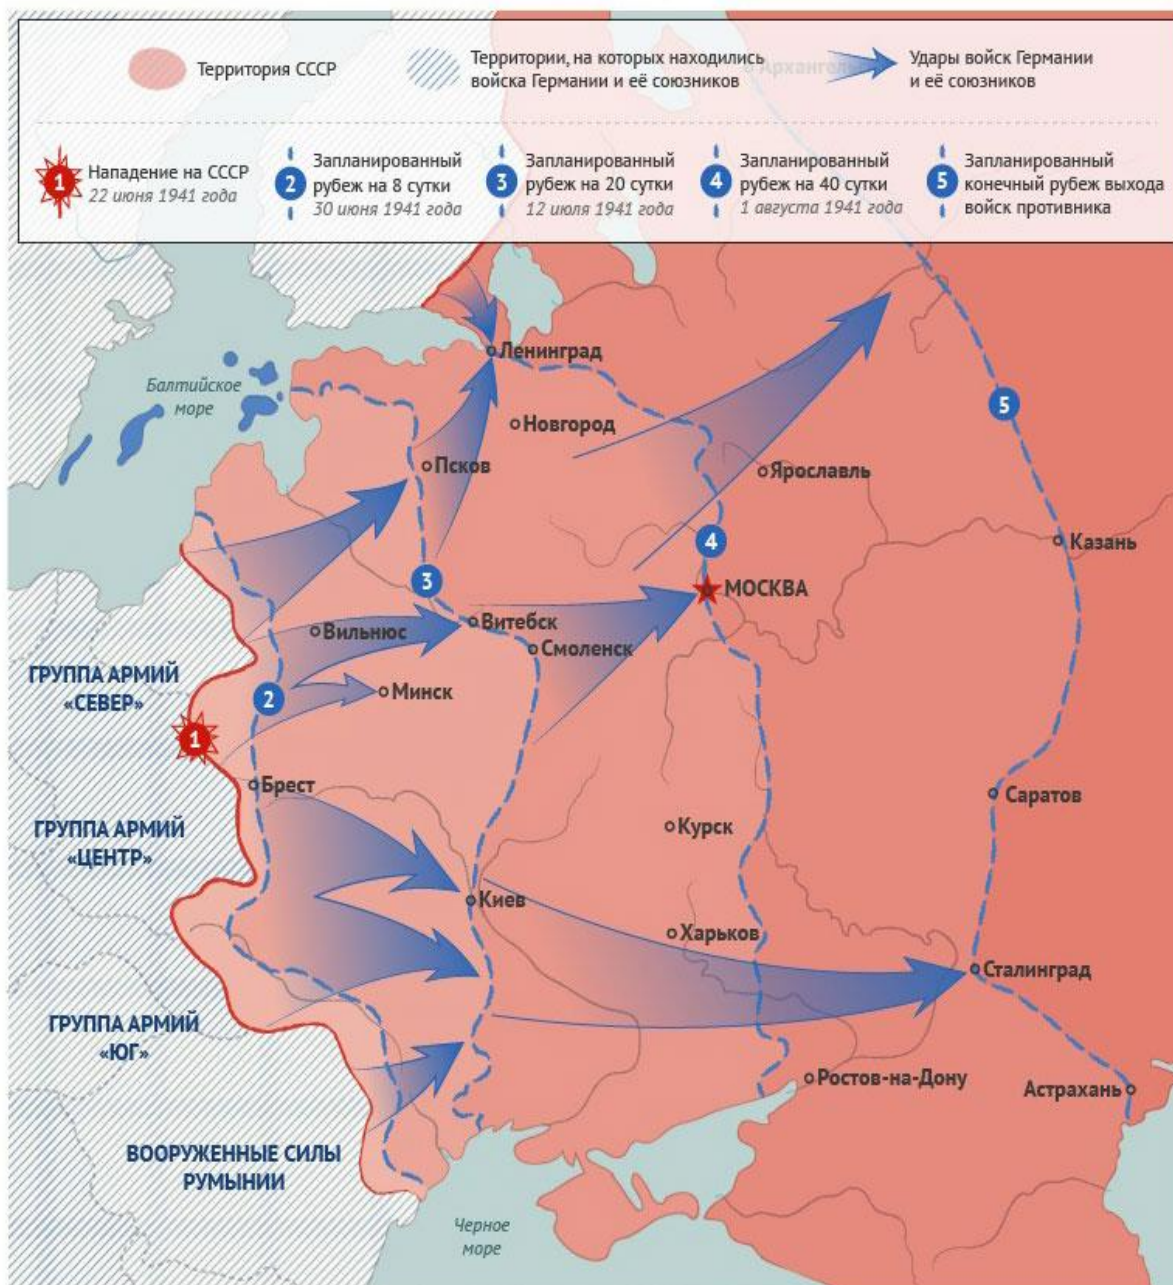 Территория СССР
Территории, на которых находились
войска Германии и её союзников
Архангельск
Удары войск Германии
и её союзников
1
Нападение на СССР
22 июня 1941 года
2
Запланированный
рубеж на 8 сутки
30 июня 1941 года
3
Запланированный
рубеж на 20 сутки
12 июля 1941 года
4
Запланированный
рубеж на 40 сутки
1 августа 1941 года
5
Запланированный
конечный рубеж выхода
войск противника
Ленинград
Балтийское
море
5
Новгород
Псков
Ярославль
4
Казань
3
МОСКВА
Витебск
Вильнюс
Смоленск
ГРУППА АРМИЙ
«СЕВЕР»
2
Минск
1
Брест
Саратов
ГРУППА АРМИЙ
«ЦЕНТР»
Курск
Киев
Харьков
Сталинград
ГРУППА АРМИЙ
«ЮГ»
Ростов-на-Дону
Астрахань
ВООРУЖЕННЫЕ СИЛЫ
РУМЫНИИ
Черное
море